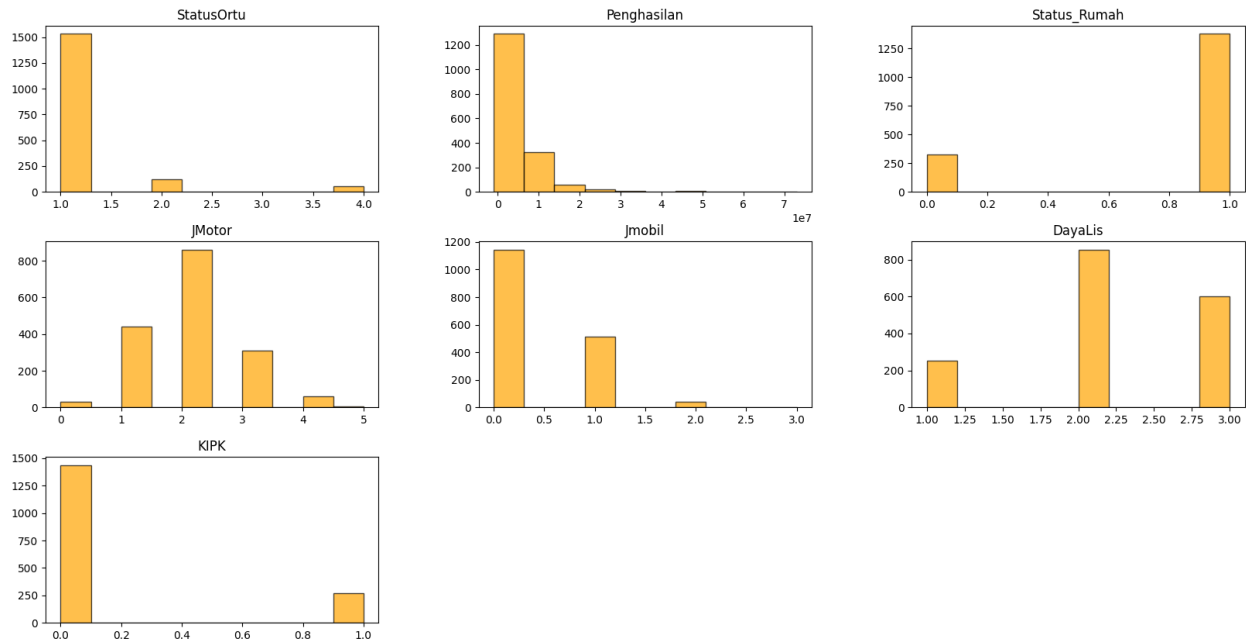 StatusOrtu
1500
1250
1000
750
500
250
0
1.0 1.5 2.0 2.5 3.0 3.5 4.0
Penghasilan
1200
1000
800
600
400
200
0
0 1 2 3 4 5 6 7
1e7
Status_Rumah
1250
1000
750
500
250
0
0.0 0.2 0.4 0.6 0.8 1.0
JMotor
800
600
400
200
0
0 1 2 3 4 5
Jmobil
1200
1000
800
600
400
200
0
0.0 0.5 1.0 1.5 2.0 2.5 3.0
DayaLis
800
600
400
200
0
1.00 1.25 1.50 1.75 2.00 2.25 2.50 2.75 3.00
KIPK
1500
1250
1000
750
500
250
0
0.0 0.2 0.4 0.6 0.8 1.0